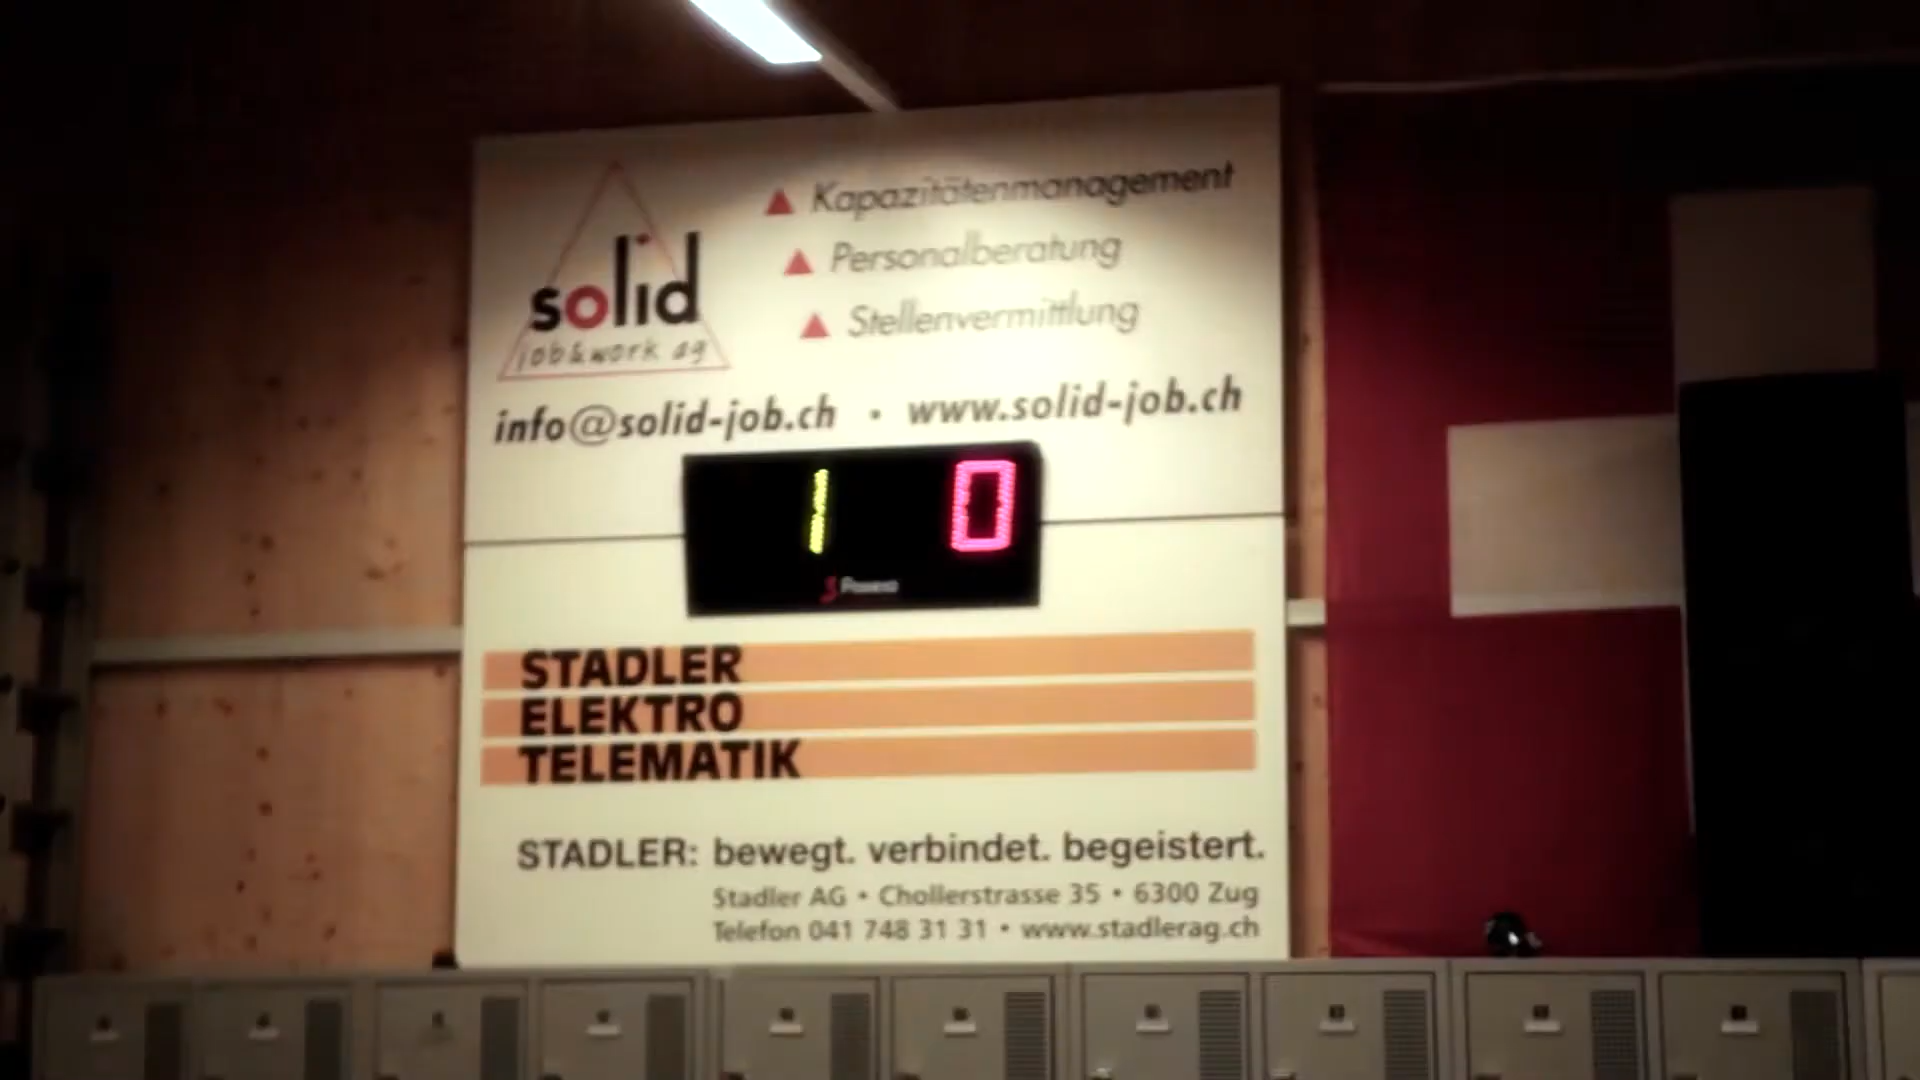 solid
job&work ag
Kapazitätenmanagement
Personalberatung
Stellenvermittlung
info@solid-job.ch • www.solid-job.ch
1 0
STADLER
ELEKTRO
TELEMATIK
STADLER: bewegt. verbindet. begeistert.
Stadler AG • Chollerstrasse 35 • 6300 Zug
Telefon 041 748 31 31 • www.stadlerag.ch